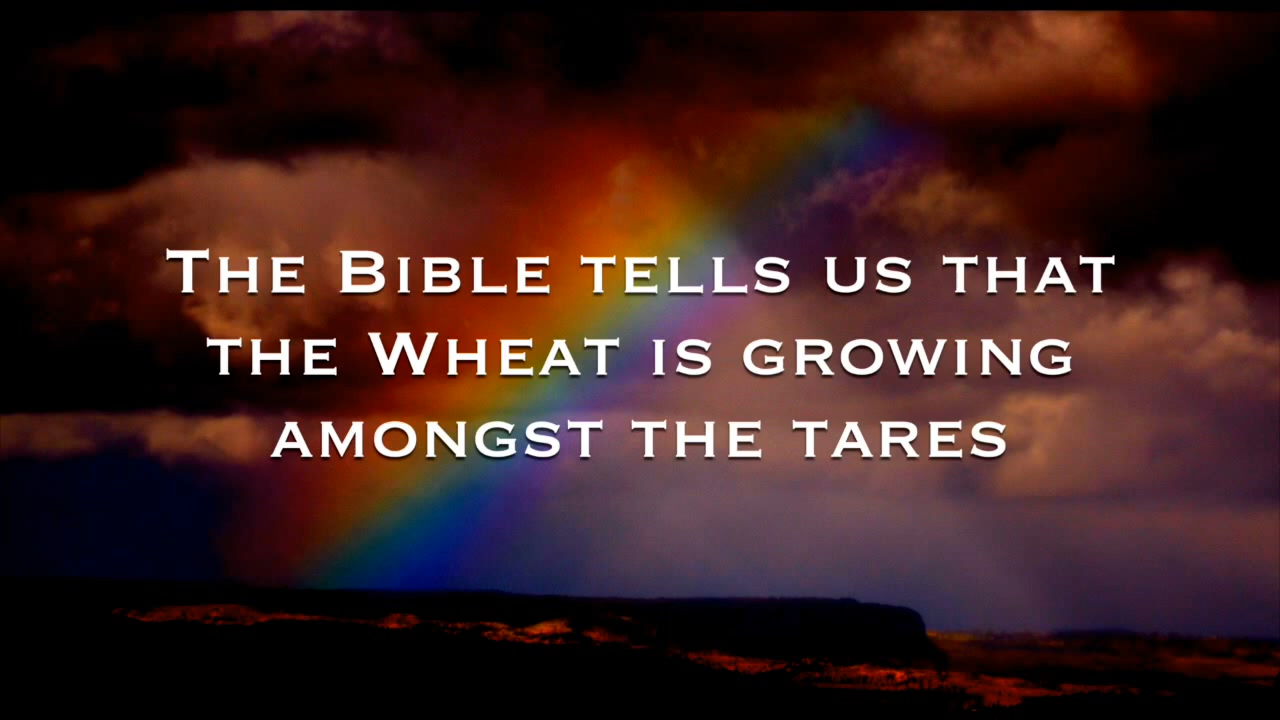 The Bible tells us that
the Wheat is growing
amongst the tares